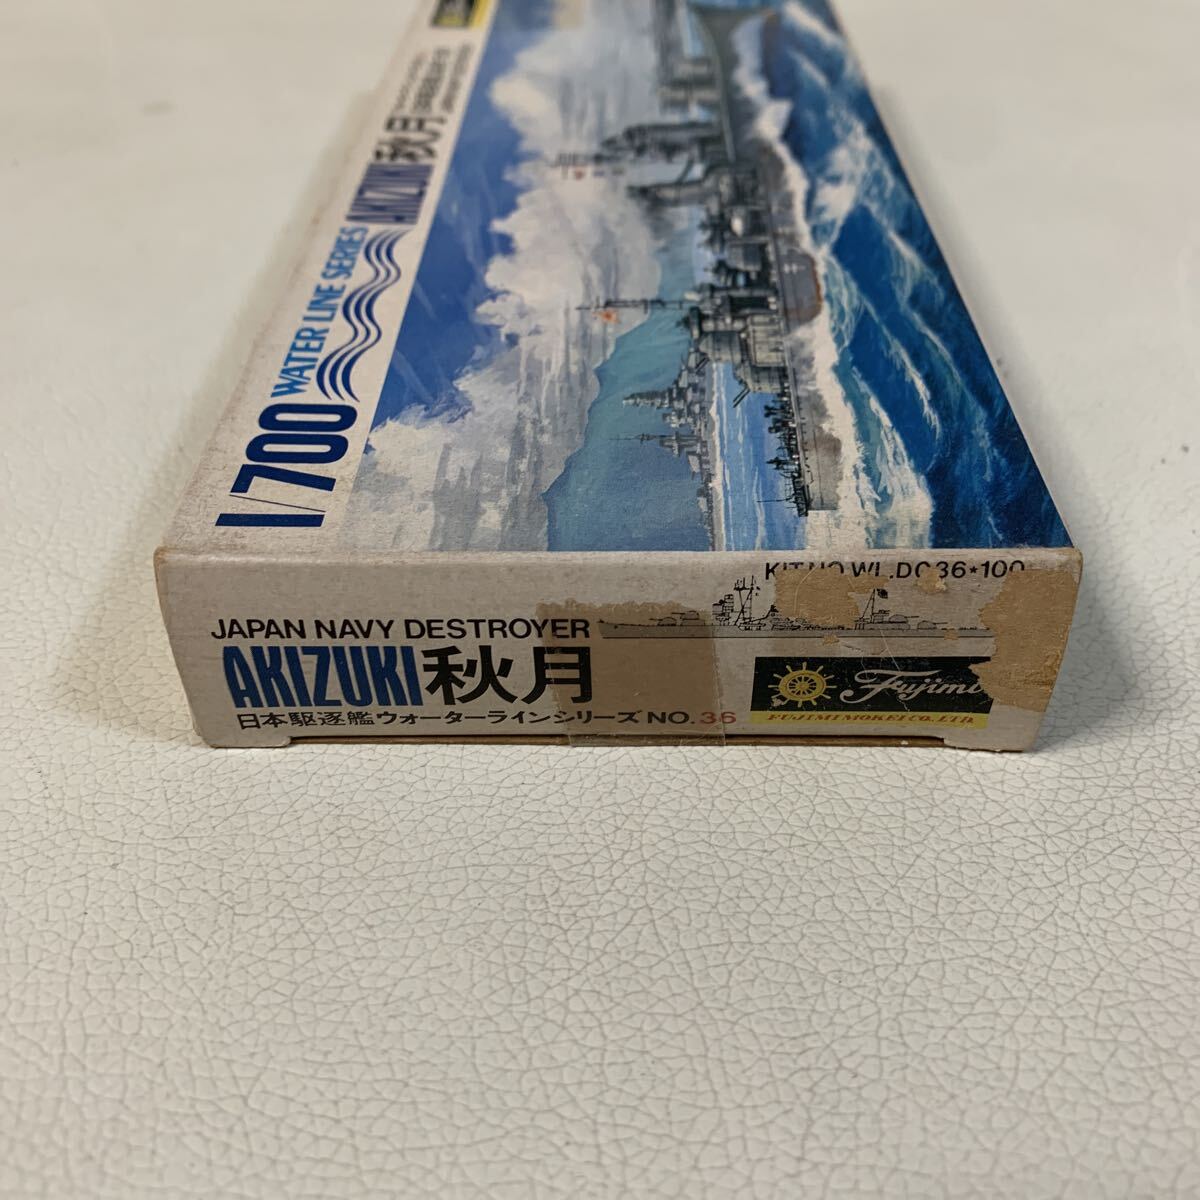 AKIZUKI 秋月
1/700 WATER LINE SERIES
KIT NO WL.DC36*100
JAPAN NAVY DESTROYER
AKIZUKI 秋月
日本駆逐艦ウォーターラインシリーズ NO.36
Fujimi
FUJIMI MOKEI CO. LTD.